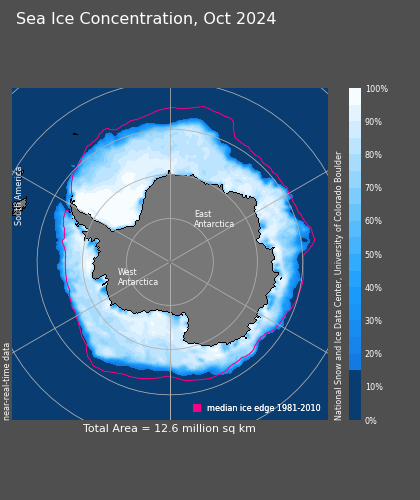 Sea Ice Concentration, Oct 2024
South America
near-real-time data
East
Antarctica
West
Antarctica
median ice edge 1981-2010
Total Area = 12.6 million sq km
National Snow and Ice Data Center, University of Colorado Boulder
100%
90%
80%
70%
60%
50%
40%
30%
20%
10%
0%